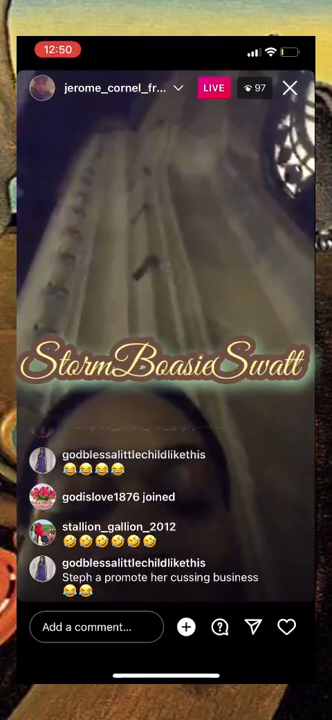 12:50
jerome_cornel_fr...
LIVE
97
StormBoasieSwatt
godblessalittlechildlikethis
😂😂😂😂
godislove1876 joined
stallion_gallion_2012
🤣🤣🤣🤣🤣🤣
godblessalittlechildlikethis
Steph a promote her cussing business
😂😂
Add a comment...